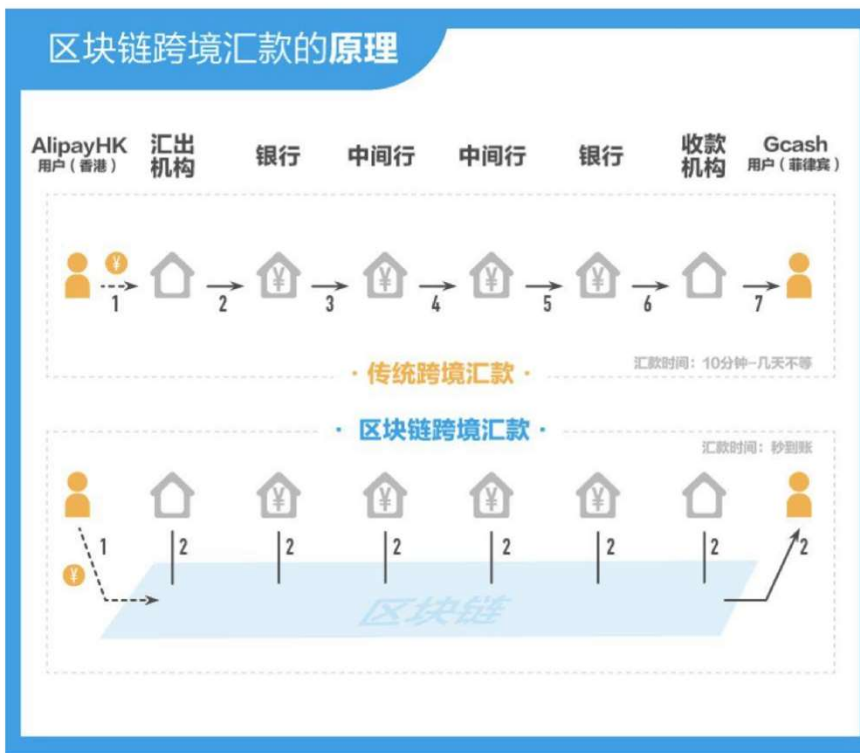 区块链跨境汇款的原理
AlipayHK
用户（香港）
汇出
机构
银行
中间行
中间行
银行
收款
机构
Gcash
用户（菲律宾）
¥
¥ ¥ ¥ ¥
1 2 3 4 5 6 7
汇款时间：10分钟-几天不等
·传统跨境汇款·
·区块链跨境汇款·
汇款时间：秒到账
¥ ¥ ¥ ¥
1 2 2 2 2 2 2 2
¥
区块链